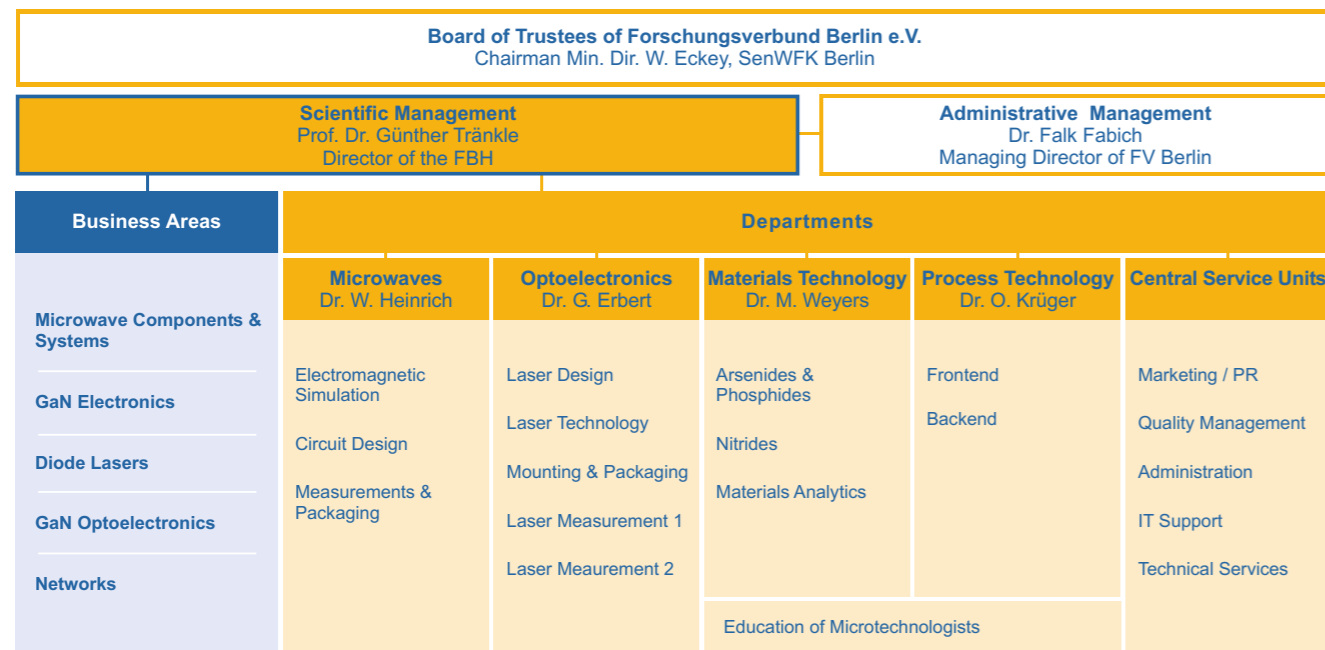 Board of Trustees of Forschungsverbund Berlin e.V.
Chairman Min. Dir. W. Eckey, SenWFK Berlin
Scientific Management
Prof. Dr. Günther Tränkle
Director of the FBH
Administrative Management
Dr. Falk Fabich
Managing Director of FV Berlin
Business Areas
Microwave Components &
Systems
GaN Electronics
Diode Lasers
GaN Optoelectronics
Networks
Departments
Microwaves
Dr. W. Heinrich
Electromagnetic
Simulation
Circuit Design
Measurements &
Packaging
Optoelectronics
Dr. G. Erbert
Laser Design
Laser Technology
Mounting & Packaging
Laser Measurement 1
Laser Meaurement 2
Materials Technology
Dr. M. Weyers
Arsenides &
Phosphides
Nitrides
Materials Analytics
Process Technology
Dr. O. Krüger
Frontend
Backend
Education of Microtechnologists
Central Service Units
Marketing / PR
Quality Management
Administration
IT Support
Technical Services